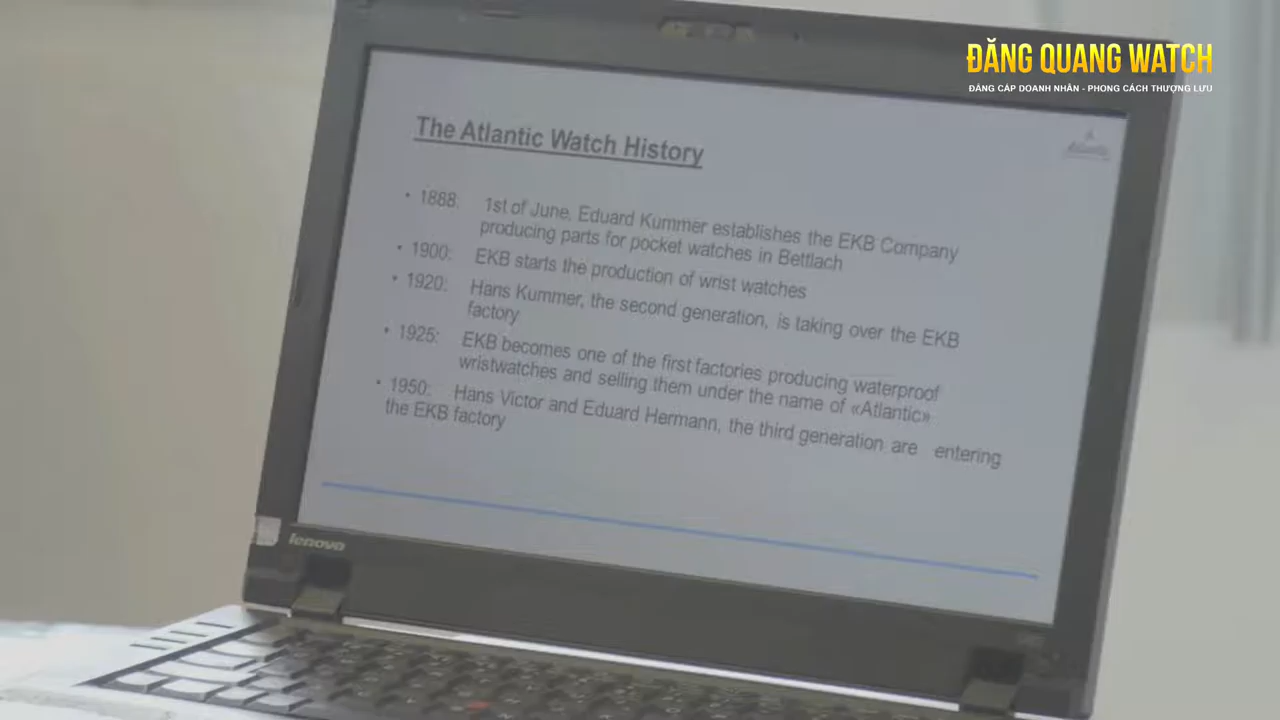 ĐĂNG QUANG WATCH
ĐẲNG CẤP DOANH NHÂN - PHONG CÁCH THƯỢNG LƯU
The Atlantic Watch History
Atlantic
• 1888: 1st of June, Eduard Kummer establishes the EKB Company
producing parts for pocket watches in Bettlach
• 1900: EKB starts the production of wrist watches
• 1920: Hans Kummer, the second generation, is taking over the EKB
factory
• 1925: EKB becomes one of the first factories producing waterproof
wristwatches and selling them under the name of «Atlantic»
• 1950: Hans Victor and Eduard Hermann, the third generation are entering
the EKB factory
lenovo